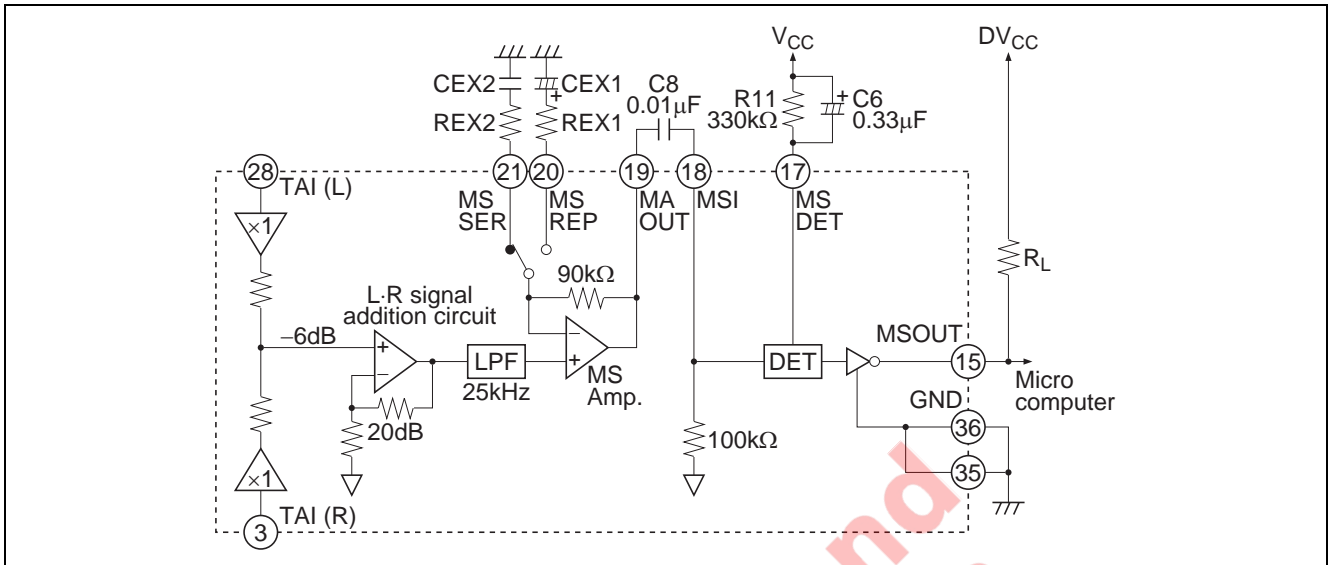 VCC
DVCC
CEX2
CEX1
+
C8
0.01μF
R11
330kΩ
+
C6
0.33μF
REX2
REX1
28
TAI (L)
21
20
19
18
17
MS
SER
MS
REP
MA
OUT
MSI
MS
DET
×1
RL
90kΩ
L·R signal
addition circuit
−6dB
+
−
LPF
25kHz
−
+
MS
Amp.
DET
MSOUT
15
Micro
computer
GND
36
20dB
100kΩ
35
×1
TAI (R)
3
nd